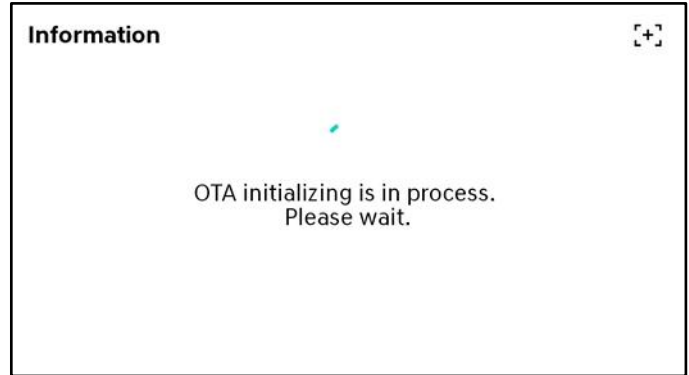 Information
OTA initializing is in process.
Please wait.